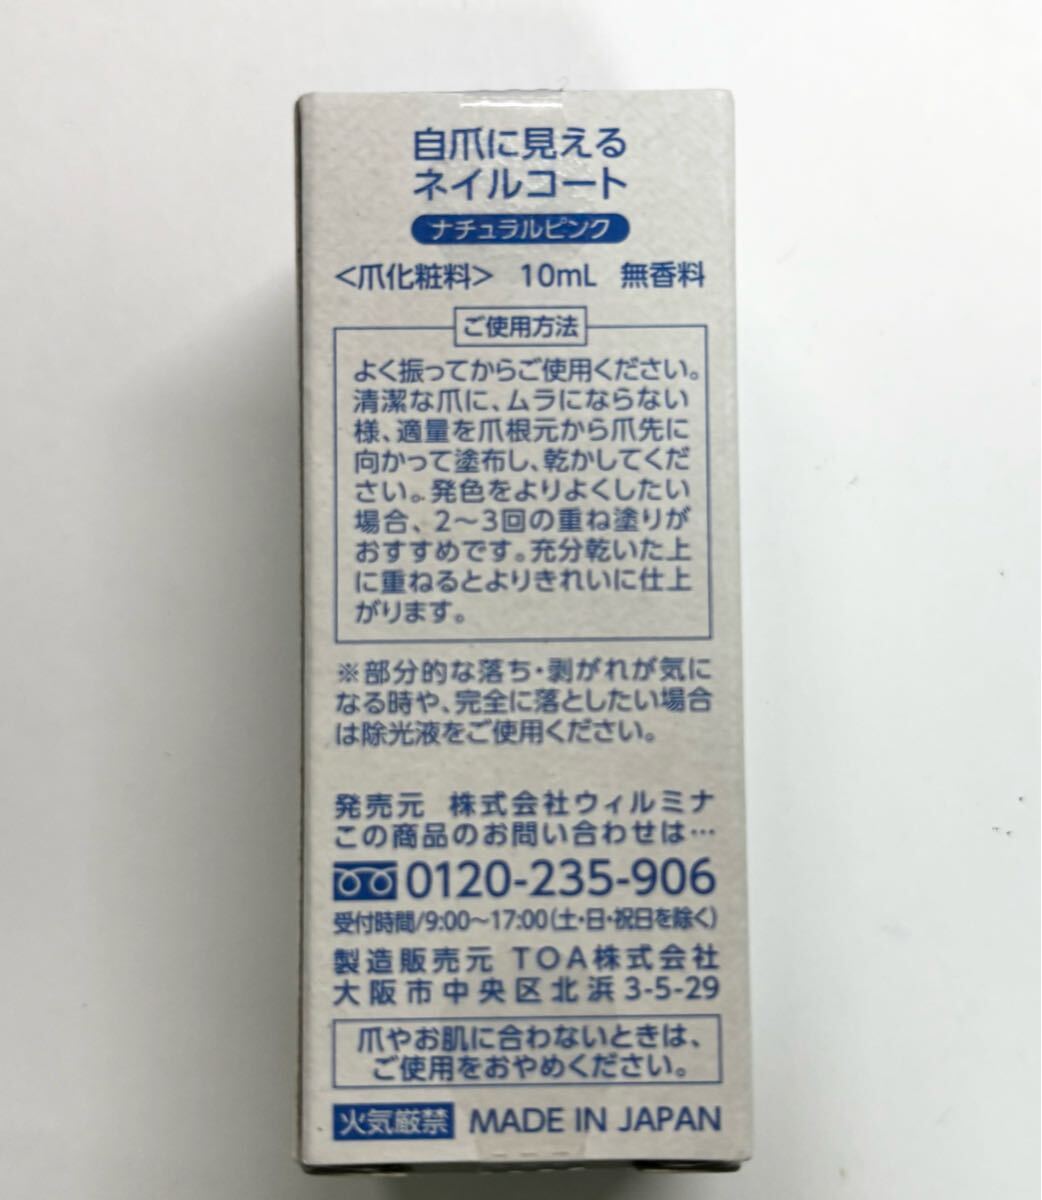 自爪に見える
ネイルコート
ナチュラルピンク
<爪化粧料> 10mL 無香料
ご使用方法
よく振ってからご使用ください。
清潔な爪に、ムラにならない
様、適量を爪根元から爪先に
向かって塗布し、乾かしてくだ
さい。発色をよりよくしたい
場合、2〜3回の重ね塗りが
おすすめです。充分乾いた上
に重ねるとよりきれいに仕上
がります。
※部分的な落ち・剥がれが気に
なる時や、完全に落としたい場合
は除光液をご使用ください。
発売元 株式会社ウィルミナ
この商品のお問い合わせは…
0120-235-906
受付時間/9:00〜17:00(土・日・祝日を除く)
製造販売元 TOA株式会社
大阪市中央区北浜3-5-29
爪やお肌に合わないときは、
ご使用をおやめください。
火気厳禁 MADE IN JAPAN